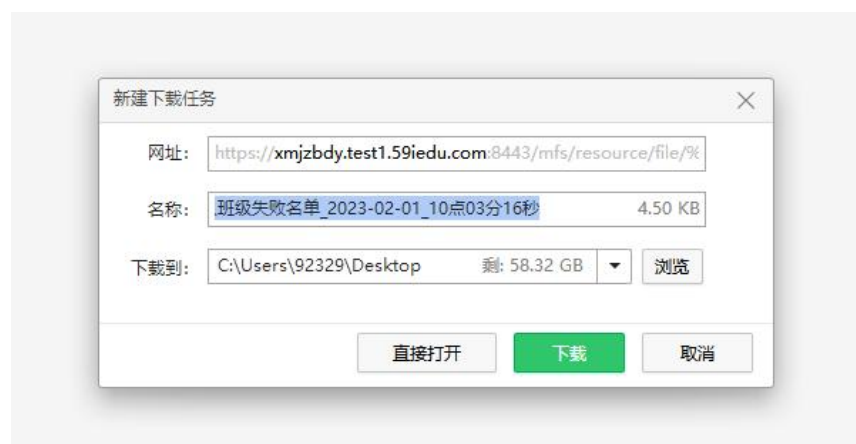 新建下载任务
网址: https://xmjzbdy.test1.59iedu.com:8443/mfs/resource/file/%
名称: 班级失败名单_2023-02-01_10点03分16秒 4.50 KB
下载到: C:\Users\92329\Desktop 剩: 58.32 GB 浏览
直接打开 下载 取消